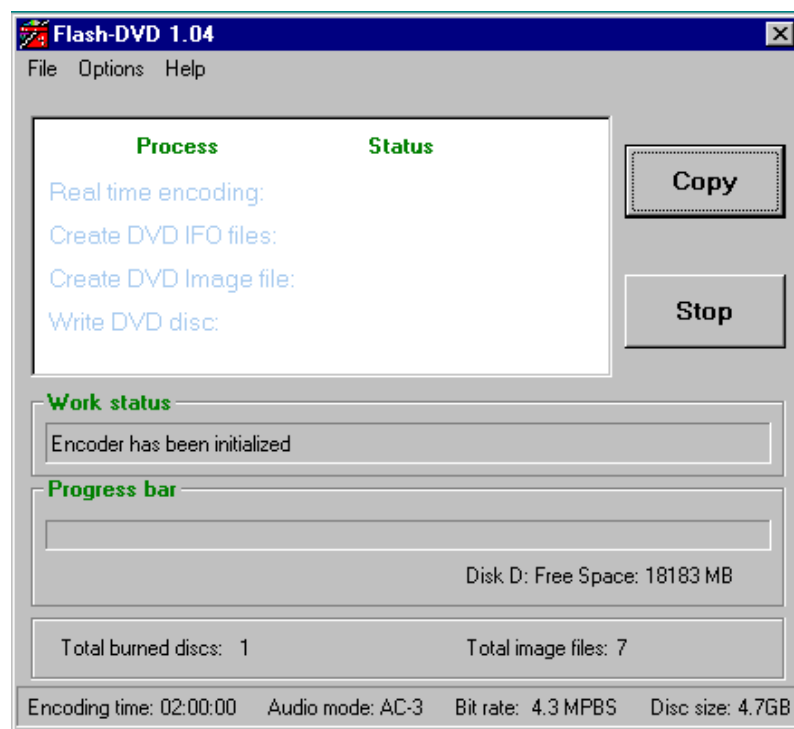 Flash-DVD 1.04
File Options Help
Process Status
Real time encoding:
Create DVD IFO files:
Create DVD Image file:
Write DVD disc:
Copy
Stop
Work status
Encoder has been initialized
Progress bar
Disk D: Free Space: 18183 MB
Total burned discs: 1 Total image files: 7
Encoding time: 02:00:00 Audio mode: AC-3 Bit rate: 4.3 MPBS Disc size: 4.7GB